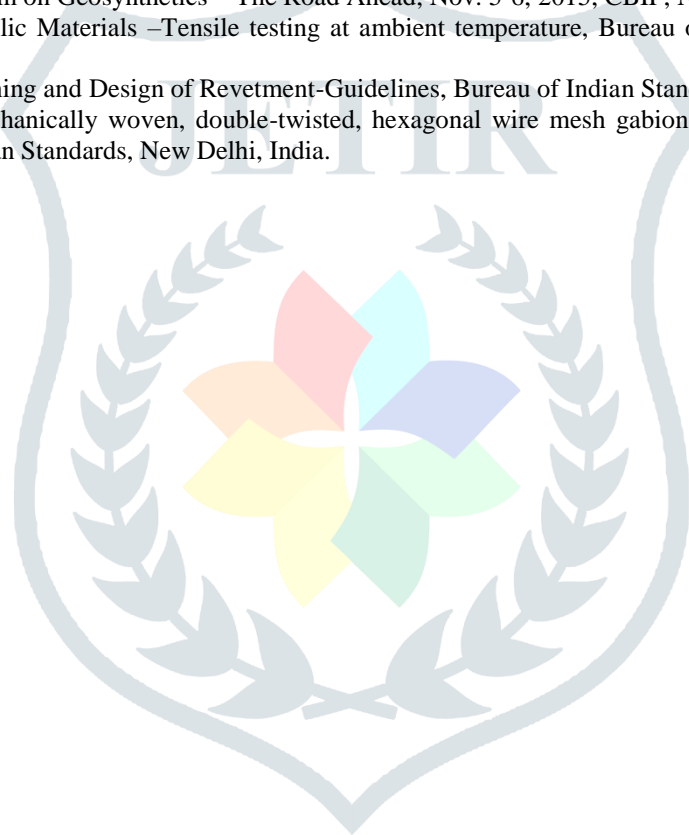 on Geosynthetics – The Road Ahead, Nov. 5-6, 2015, CBIP,
lic Materials –Tensile testing at ambient temperature, Bureau o
ning and Design of Revetment-Guidelines, Bureau of Indian Stan
hanically woven, double-twisted, hexagonal wire mesh gabion
n Standards, New Delhi, India.
JETIR